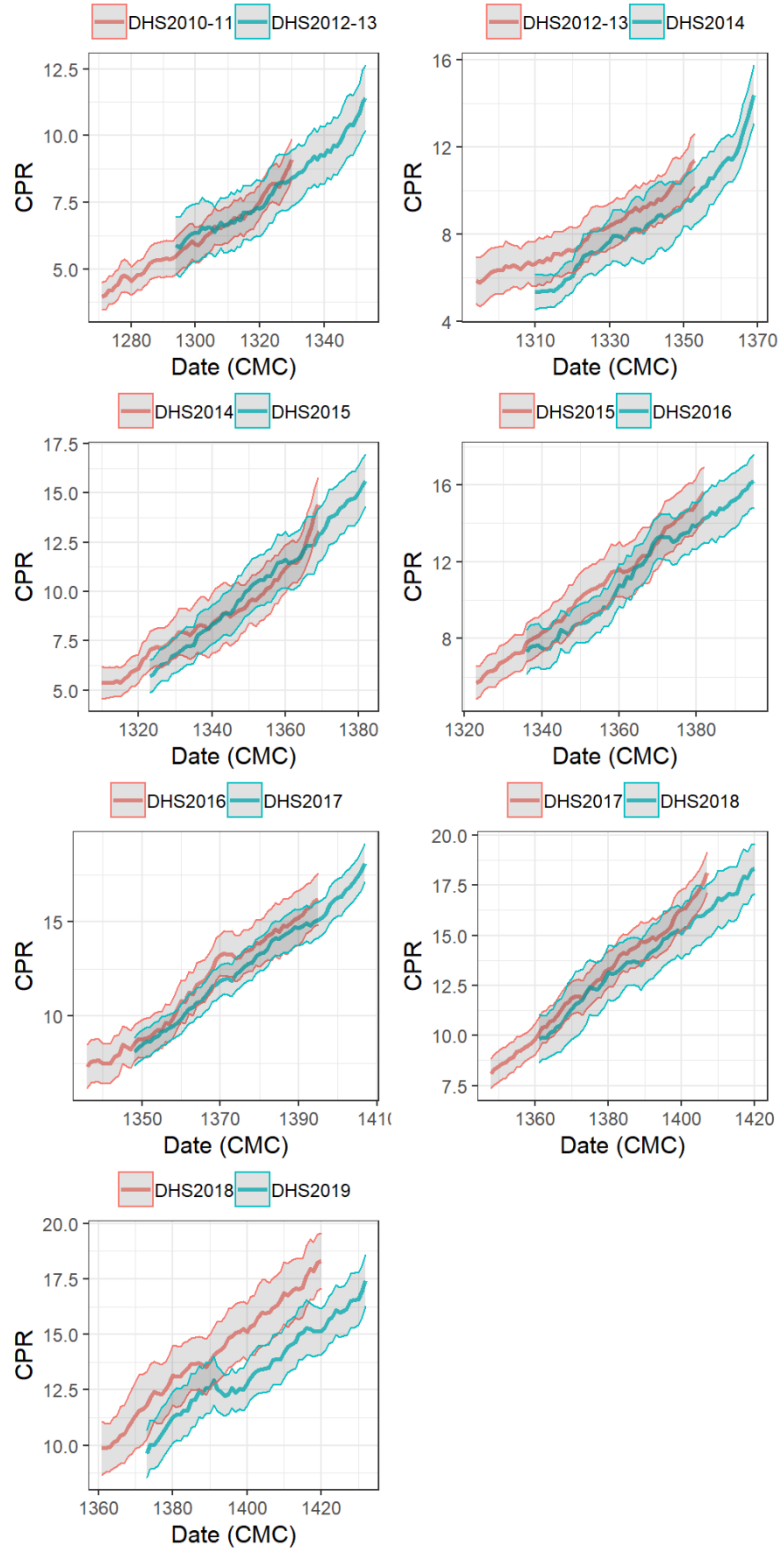 DHS2010-11 DHS2012-13
12.5
10.0
7.5
5.0
CPR
1280 1300 1320 1340
Date (CMC)
DHS2012-13 DHS2014
16
12
8
4
CPR
1310 1330 1350 1370
Date (CMC)
DHS2014 DHS2015
17.5
15.0
12.5
10.0
7.5
5.0
CPR
1320 1340 1360 1380
Date (CMC)
DHS2015 DHS2016
16
12
8
CPR
1320 1340 1360 1380
Date (CMC)
DHS2016 DHS2017
15
10
CPR
1350 1370 1390 1410
Date (CMC)
DHS2017 DHS2018
20.0
17.5
15.0
12.5
10.0
7.5
CPR
1360 1380 1400 1420
Date (CMC)
DHS2018 DHS2019
20.0
17.5
15.0
12.5
10.0
CPR
1360 1380 1400 1420
Date (CMC)